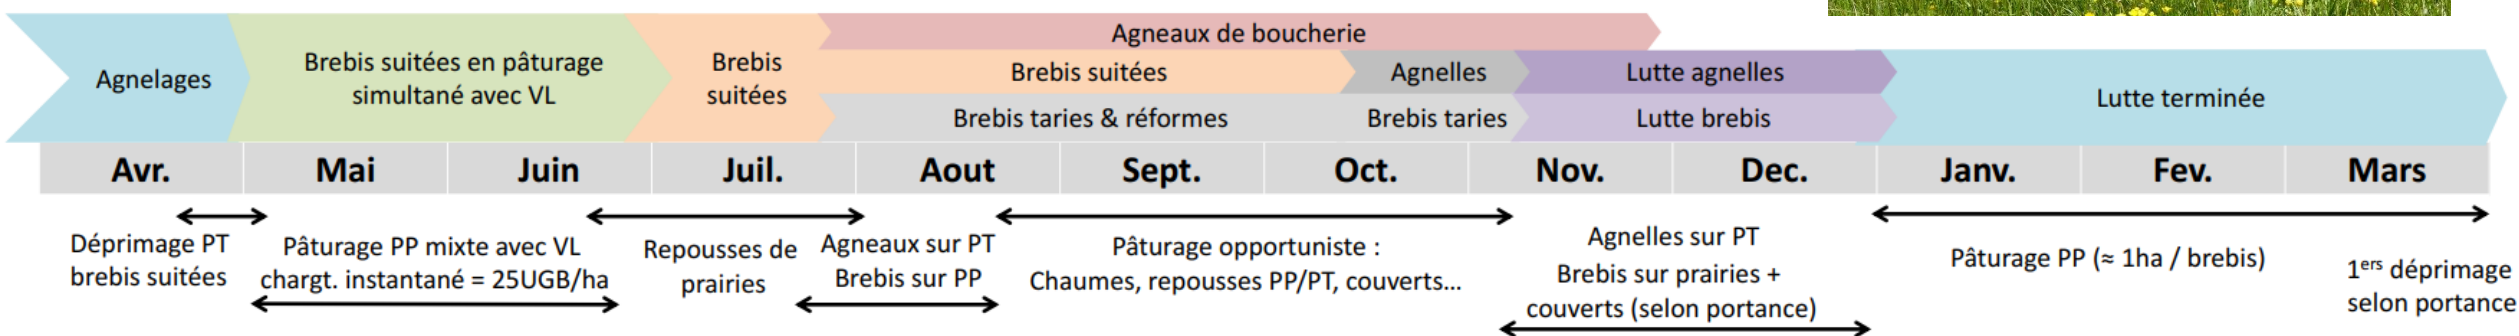 Agnelages
Brebis suitées en pâturage
simultané avec VL
Brebis
suitées
Agneaux de boucherie
Brebis suitées
Agnelles
Lutte agnelles
Brebis taries & réformes
Brebis taries
Lutte brebis
Lutte terminée
Avr.
Mai
Juin
Juil.
Aout
Sept.
Oct.
Nov.
Dec.
Janv.
Fev.
Mars
Déprimage PT
brebis suitées
Pâturage PP mixte avec VL
chargt. instantané = 25UGB/ha
Repousses de
prairies
Agneaux sur PT
Brebis sur PP
Pâturage opportuniste :
Chaumes, repousses PP/PT, couverts...
Agnelles sur PT
Brebis sur prairies +
couverts (selon portance)
Pâturage PP (≈ 1ha / brebis)
1ers déprimage
selon portance